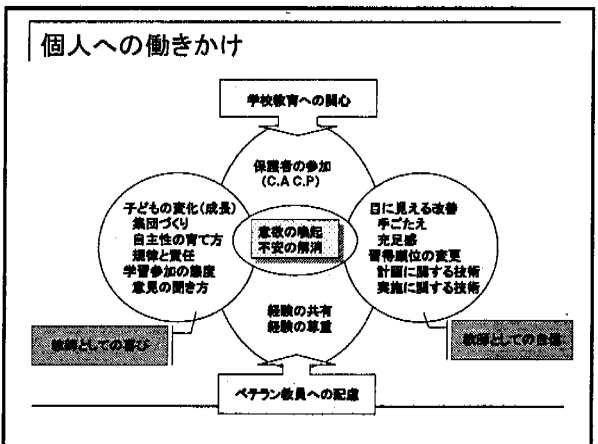 個人への働きかけ
学校教育への関心
保護者の参加
(C.A C.P)
子どもの変化(成長)
集団づくり
自主性の育て方
規律と責任
学習参加の態度
意見の聞き方
意欲の喚起
不安の解消
目に見える改善
手ごたえ
充足感
習得順位の変更
計画に関する技術
実施に関する技術
経験の共有
経験の尊重
教師としての喜び
教師としての自信
ベテラン教員への配慮